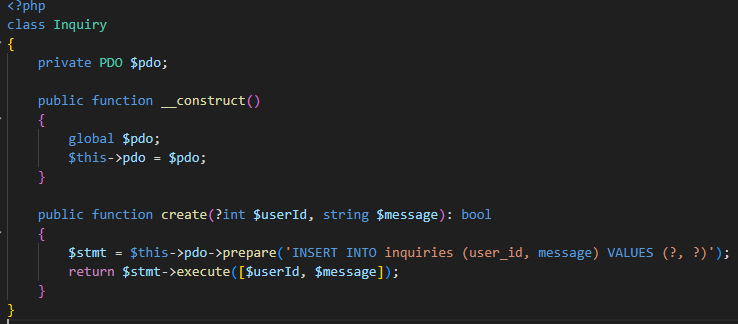 <?php
class Inquiry
{
    private PDO $pdo;

    public function __construct()
    {
        global $pdo;
        $this->pdo = $pdo;
    }

    public function create(?int $userId, string $message): bool
    {
        $stmt = $this->pdo->prepare('INSERT INTO inquiries (user_id, message) VALUES (?, ?)');
        return $stmt->execute([$userId, $message]);
    }
}